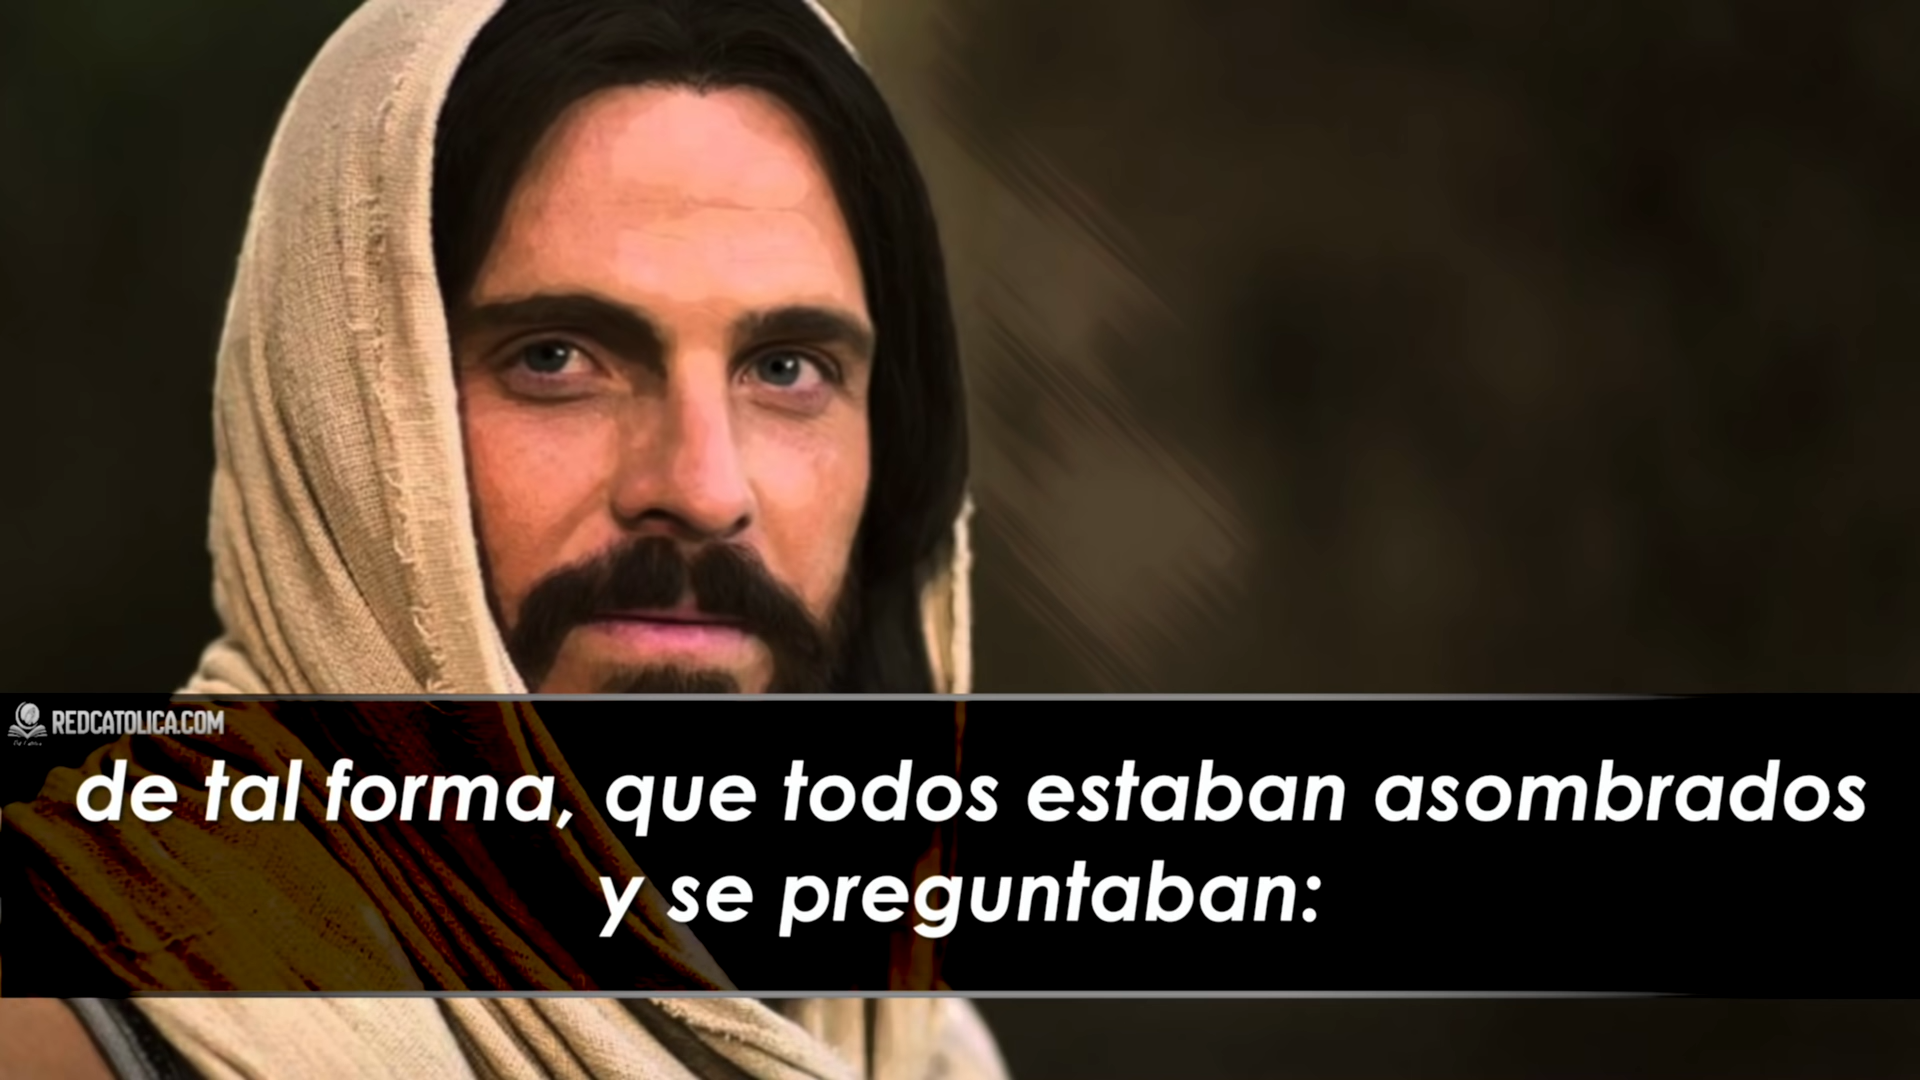 REDCATOLICA.COM
de tal forma, que todos estaban asombrados
y se preguntaban: